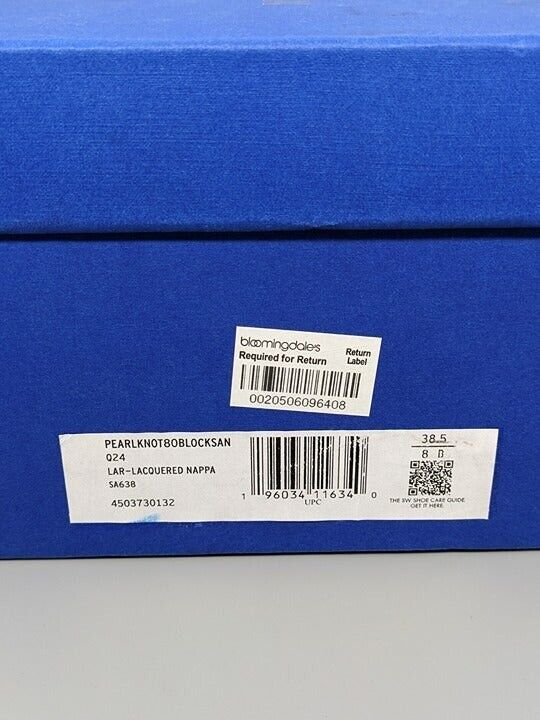 bloomingdale's
Required for Return
Return
Label
0020506096408
PEARLKNOT80BLOCKSAN
Q24
LAR-LACQUERED NAPPA
SA638
4503730132
1 96034 11634 0
UPC
38.5
8 B
THE SW SHOE CARE GUIDE.
GET IT HERE.